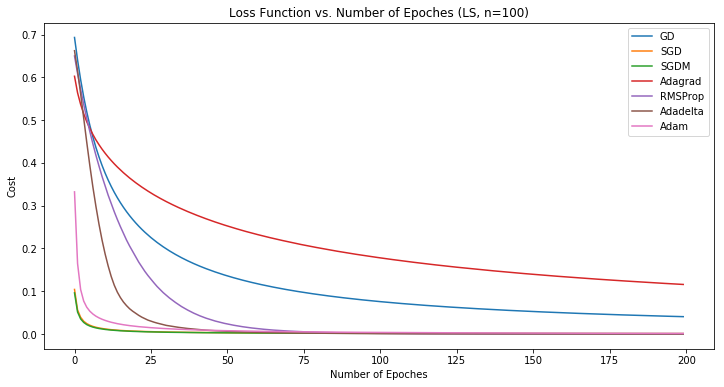 Loss Function vs. Number of Epoches (LS, n=100)
0.7
0.6
0.5
0.4
0.3
0.2
0.1
0.0
Cost
GD
SGD
SGDM
Adagrad
RMSProp
Adadelta
Adam
0 25 50 75 100 125 150 175 200
Number of Epoches